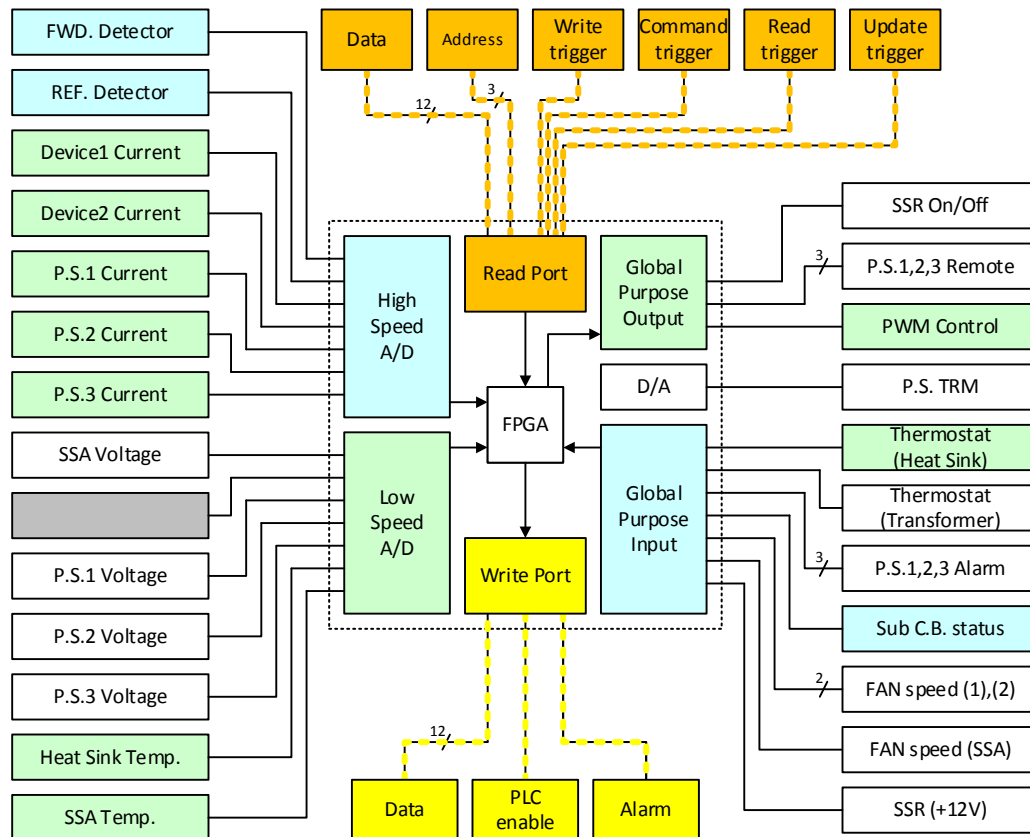 FWD. Detector
REF. Detector
Device1 Current
Device2 Current
P.S.1 Current
P.S.2 Current
P.S.3 Current
SSA Voltage
P.S.1 Voltage
P.S.2 Voltage
P.S.3 Voltage
Heat Sink Temp.
SSA Temp.
Data
Address
Write
trigger
Command
trigger
Read
trigger
Update
trigger
12
3
High
Speed
A/D
Read Port
Global
Purpose
Output
D/A
FPGA
Low
Speed
A/D
Write Port
Global
Purpose
Input
SSR On/Off
3
P.S.1,2,3 Remote
PWM Control
P.S. TRM
Thermostat
(Heat Sink)
Thermostat
(Transformer)
3
P.S.1,2,3 Alarm
Sub C.B. status
2
FAN speed (1),(2)
FAN speed (SSA)
SSR (+12V)
12
Data
PLC
enable
Alarm